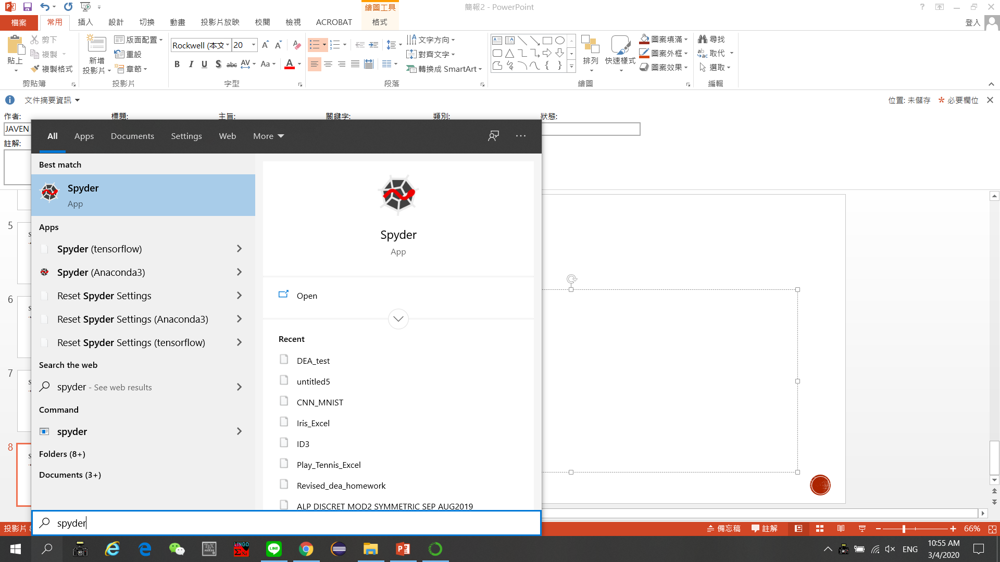 簡報2 - PowerPoint
繪圖工具
檔案 常用 插入 設計 切換 動畫 投影片放映 校閱 檢視 ACROBAT 格式 登入
貼上 剪下 複製 複製格式 剪貼簿
新增 投影片 版面配置 重設 章節 投影片
Rockwell (本文 20
B I U S abc AV Aa A 字型
文字方向 對齊文字 轉換成 SmartArt 段落
排列 快速樣式 圖案填滿 圖案外框 圖案效果 繪圖
尋找 取代 選取 編輯
文件摘要資訊 位置: 未儲存 * 必要欄位
作者: 標題: 主旨: 關鍵字: 類別: 狀態:
JAVEN
註解:
All Apps Documents Settings Web More
Best match
Spyder
App
Apps
Spyder (tensorflow)
Spyder (Anaconda3)
Reset Spyder Settings
Reset Spyder Settings (Anaconda3)
Reset Spyder Settings (tensorflow)
Search the web
spyder - See web results
Command
spyder
Folders (8+)
Documents (3+)
Spyder
App
Open
Recent
DEA_test
untitled5
CNN_MNIST
Iris_Excel
ID3
Play_Tennis_Excel
Revised_dea_homework
ALP DISCRET MOD2 SYMMETRIC SEP AUG2019
5
6
7
8
spyder
投影片 備忘稿 註解 66%
LINGO LINE
ENG 10:55 AM
3/4/2020